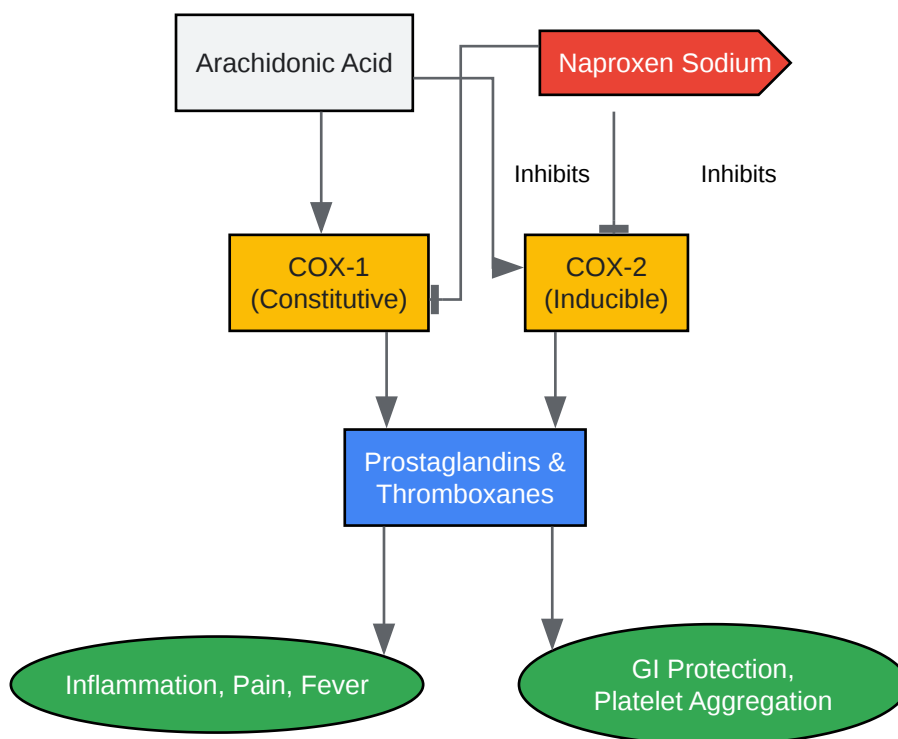 Arachidonic Acid
Naproxen Sodium
Inhibits
Inhibits
COX-1
(Constitutive)
COX-2
(Inducible)
Prostaglandins &
Thromboxanes
Inflammation, Pain, Fever
GI Protection,
Platelet Aggregation